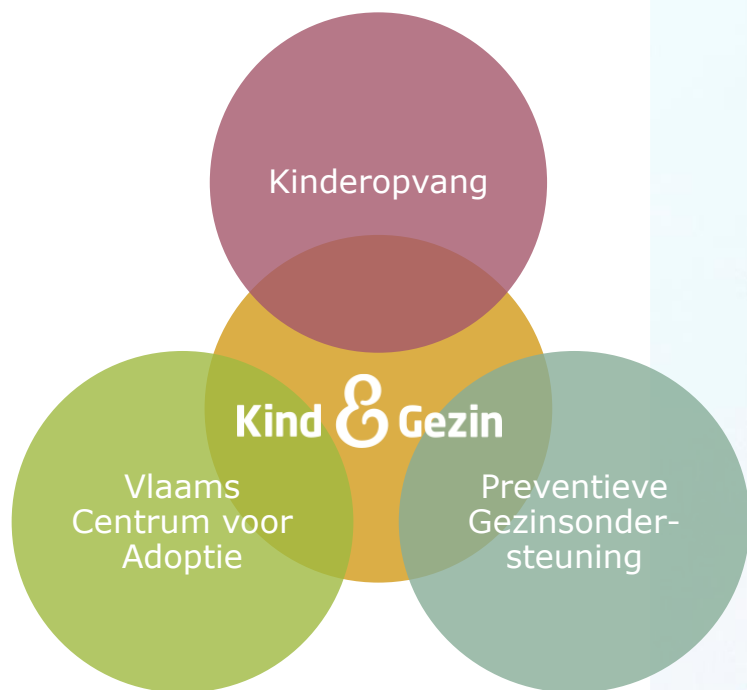 Kinderopvang
Kind & Gezin
Vlaams
Centrum voor
Adoptie
Preventieve
Gezinsonder-
steuning